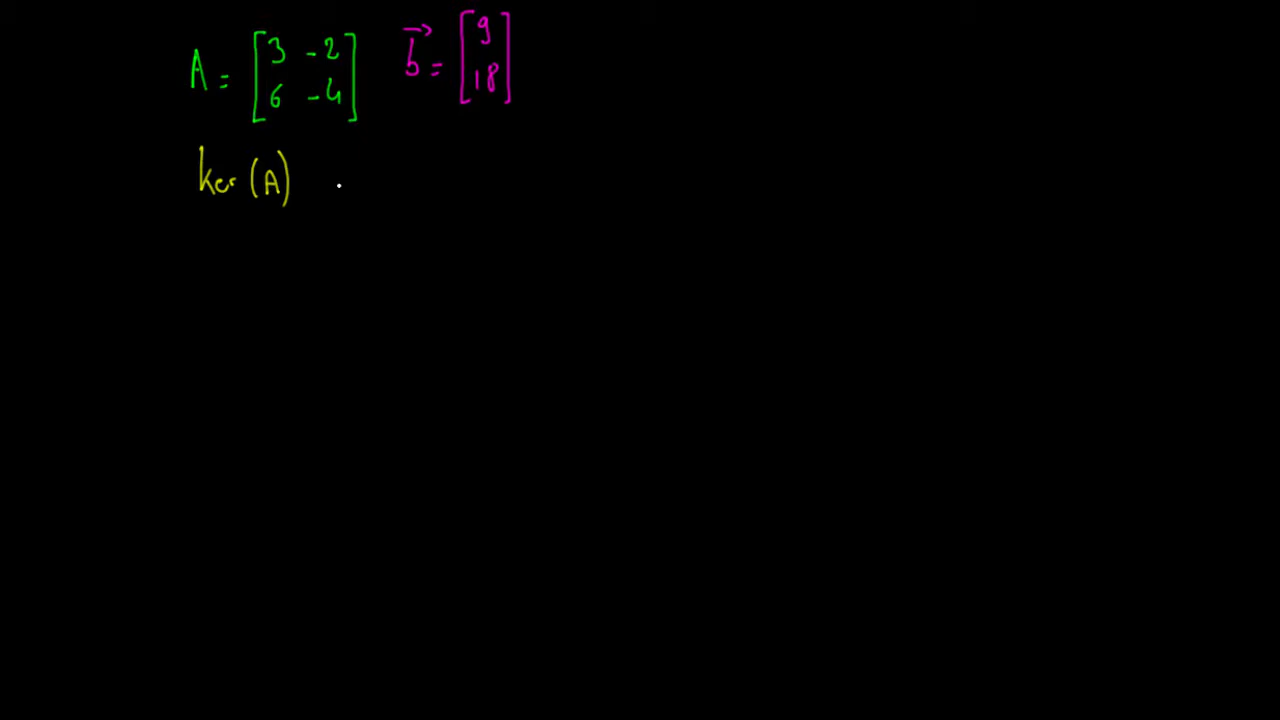 A = [3 -2 6 -4] b⃗ = [9 18]
ker (A)